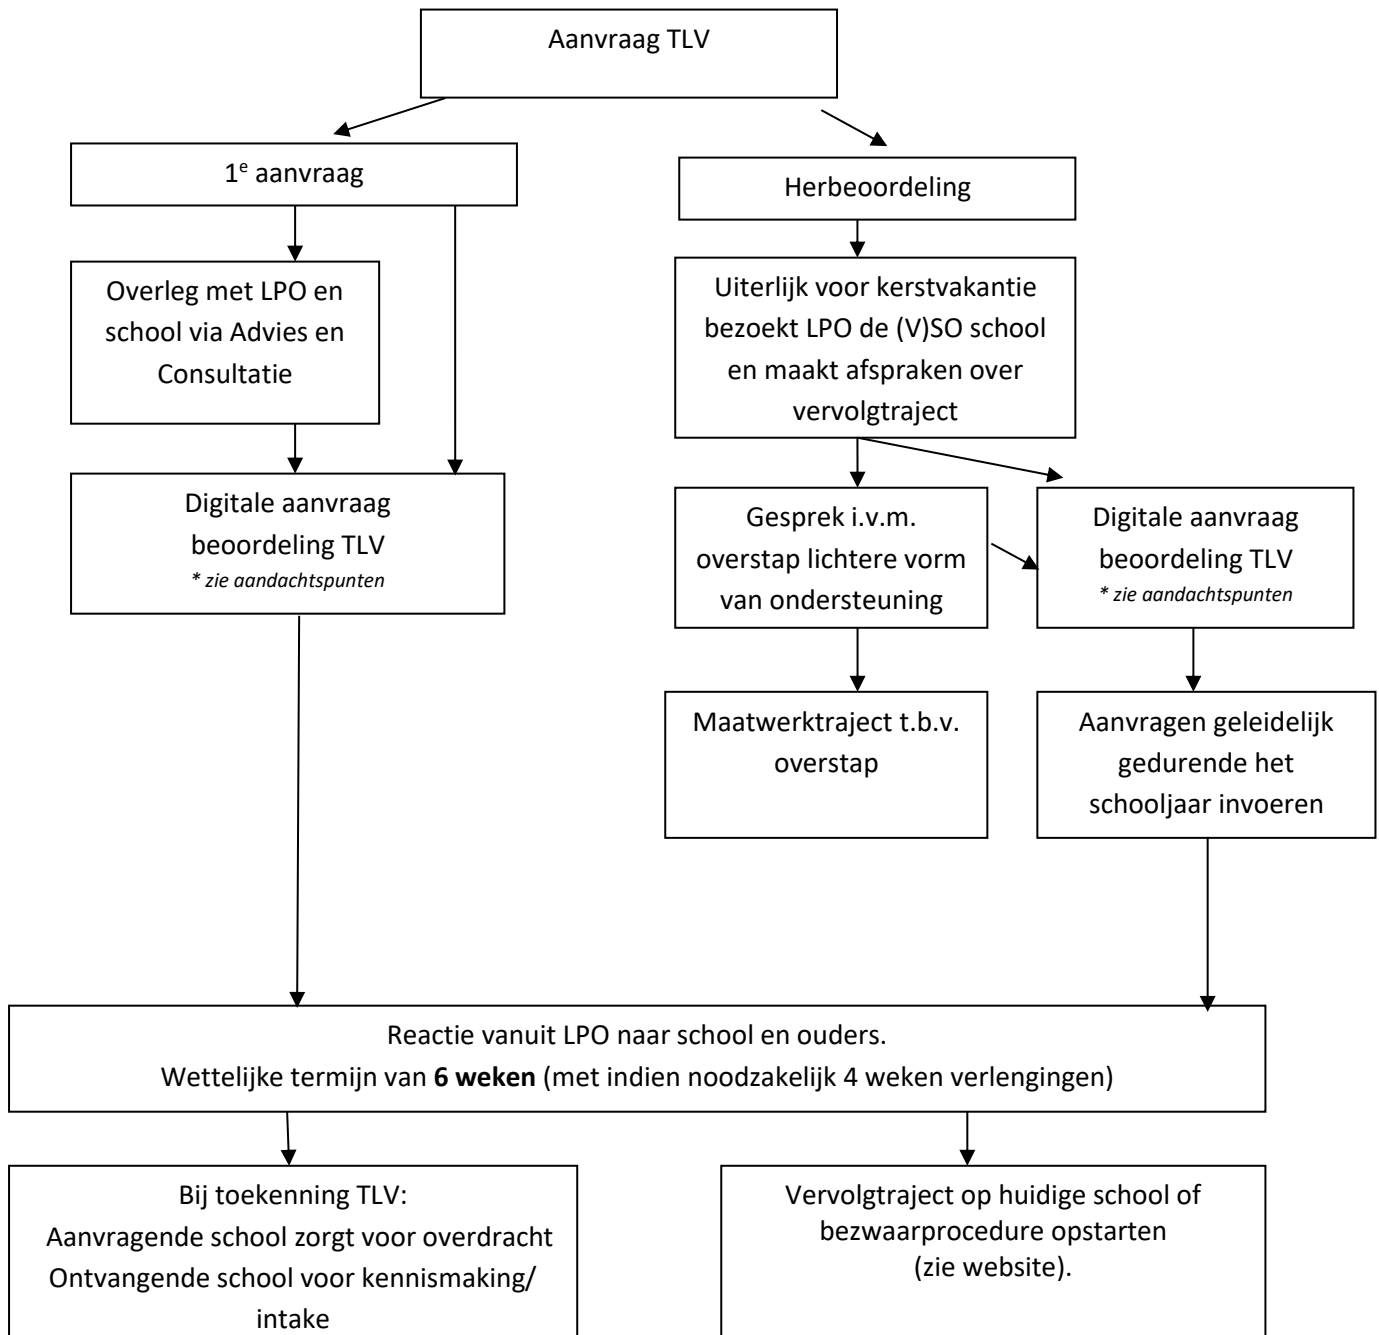 Aanvraag TLV
1e aanvraag
Herbeoordeling
Overleg met LPO en
school via Advies en
Consultatie
Uiterlijk voor kerstvakantie
bezoekt LPO de (V)SO school
en maakt afspraken over
vervolgtraject
Digitale aanvraag
beoordeling TLV
* zie aandachtspunten
Gesprek i.v.m.
overstap lichtere vorm
van ondersteuning
Digitale aanvraag
beoordeling TLV
* zie aandachtspunten
Maatwerktraject t.b.v.
overstap
Aanvragen geleidelijk
gedurende het
schooljaar invoeren
Reactie vanuit LPO naar school en ouders.
Wettelijke termijn van 6 weken (met indien noodzakelijk 4 weken verlengingen)
Bij toekenning TLV:
Aanvragende school zorgt voor overdracht
Ontvangende school voor kennismaking/
intake
Vervolgtraject op huidige school of
bezwaarprocedure opstarten
(zie website).